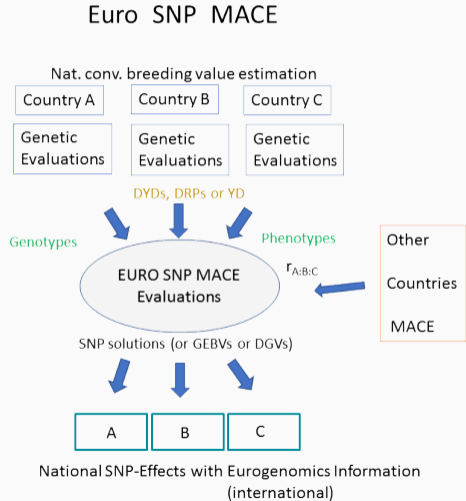 Euro SNP MACE
Nat. conv. breeding value estimation
Country A
Country B
Country C
Genetic
Evaluations
Genetic
Evaluations
Genetic
Evaluations
DYDs, DRPs or YD
Genotypes
Phenotypes
EURO SNP MACE
Evaluations
rA:B:C
Other
Countries
MACE
SNP solutions (or GEBVs or DGVs)
A
B
C
National SNP-Effects with Eurogenomics Information
(international)